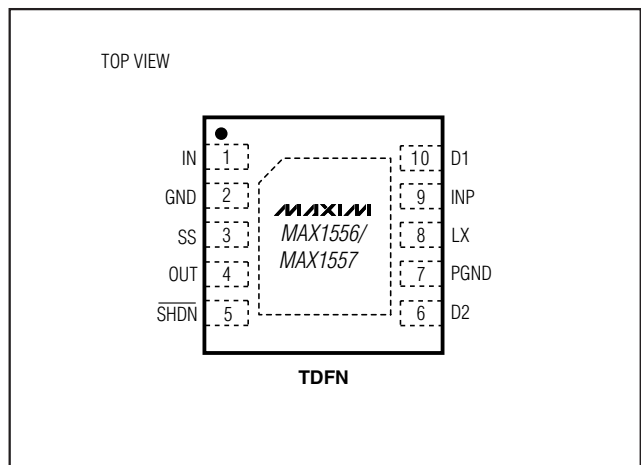 TOP VIEW
IN 1 10 D1
GND 2 9 INP
MAXIM
SS 3 MAX1556/ 8 LX
OUT 4 MAX1557 7 PGND
SHDN 5 6 D2
TDFN